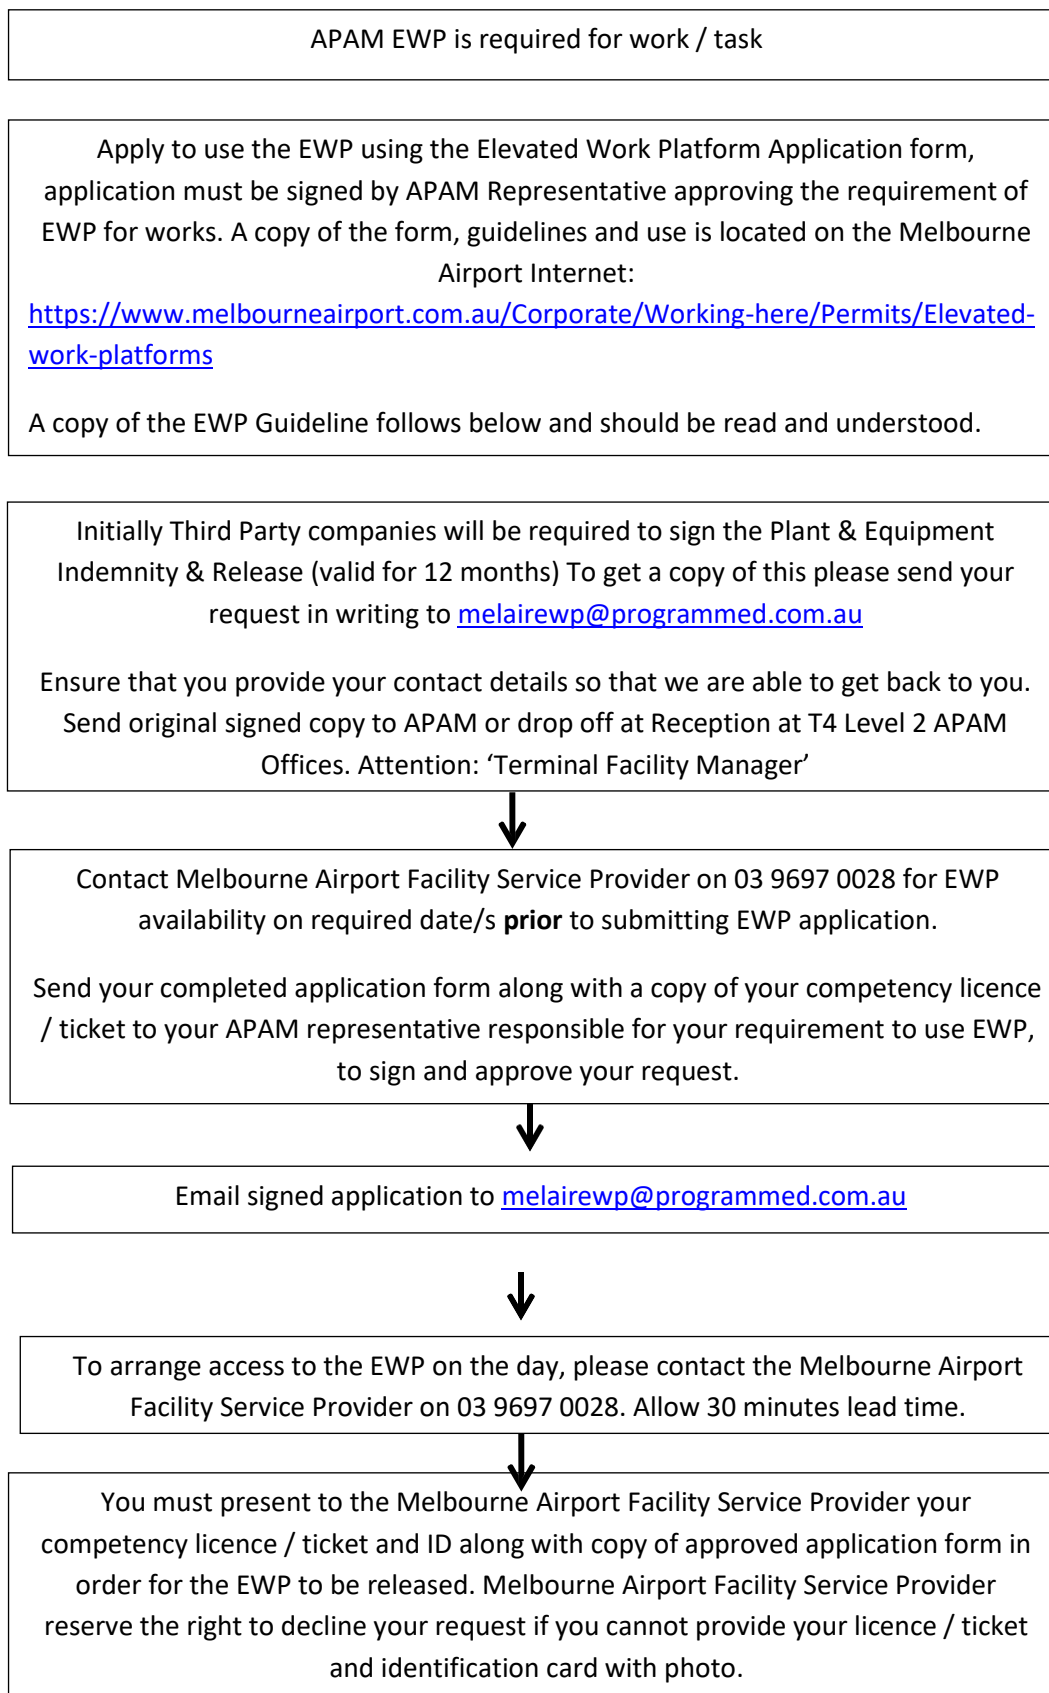 APAM EWP is required for work / task
Apply to use the EWP using the Elevated Work Platform Application form,
application must be signed by APAM Representative approving the requirement of
EWP for works. A copy of the form, guidelines and use is located on the Melbourne
Airport Internet:
https://www.melbourneairport.com.au/Corporate/Working-here/Permits/Elevated-
work-platforms
A copy of the EWP Guideline follows below and should be read and understood.
Initially Third Party companies will be required to sign the Plant & Equipment
Indemnity & Release (valid for 12 months) To get a copy of this please send your
request in writing to melairewp@programmed.com.au
Ensure that you provide your contact details so that we are able to get back to you.
Send original signed copy to APAM or drop off at Reception at T4 Level 2 APAM
Offices. Attention: ‘Terminal Facility Manager’
Contact Melbourne Airport Facility Service Provider on 03 9697 0028 for EWP
availability on required date/s prior to submitting EWP application.
Send your completed application form along with a copy of your competency licence
/ ticket to your APAM representative responsible for your requirement to use EWP,
to sign and approve your request.
Email signed application to melairewp@programmed.com.au
To arrange access to the EWP on the day, please contact the Melbourne Airport
Facility Service Provider on 03 9697 0028. Allow 30 minutes lead time.
You must present to the Melbourne Airport Facility Service Provider your
competency licence / ticket and ID along with copy of approved application form in
order for the EWP to be released. Melbourne Airport Facility Service Provider
reserve the right to decline your request if you cannot provide your licence / ticket
and identification card with photo.